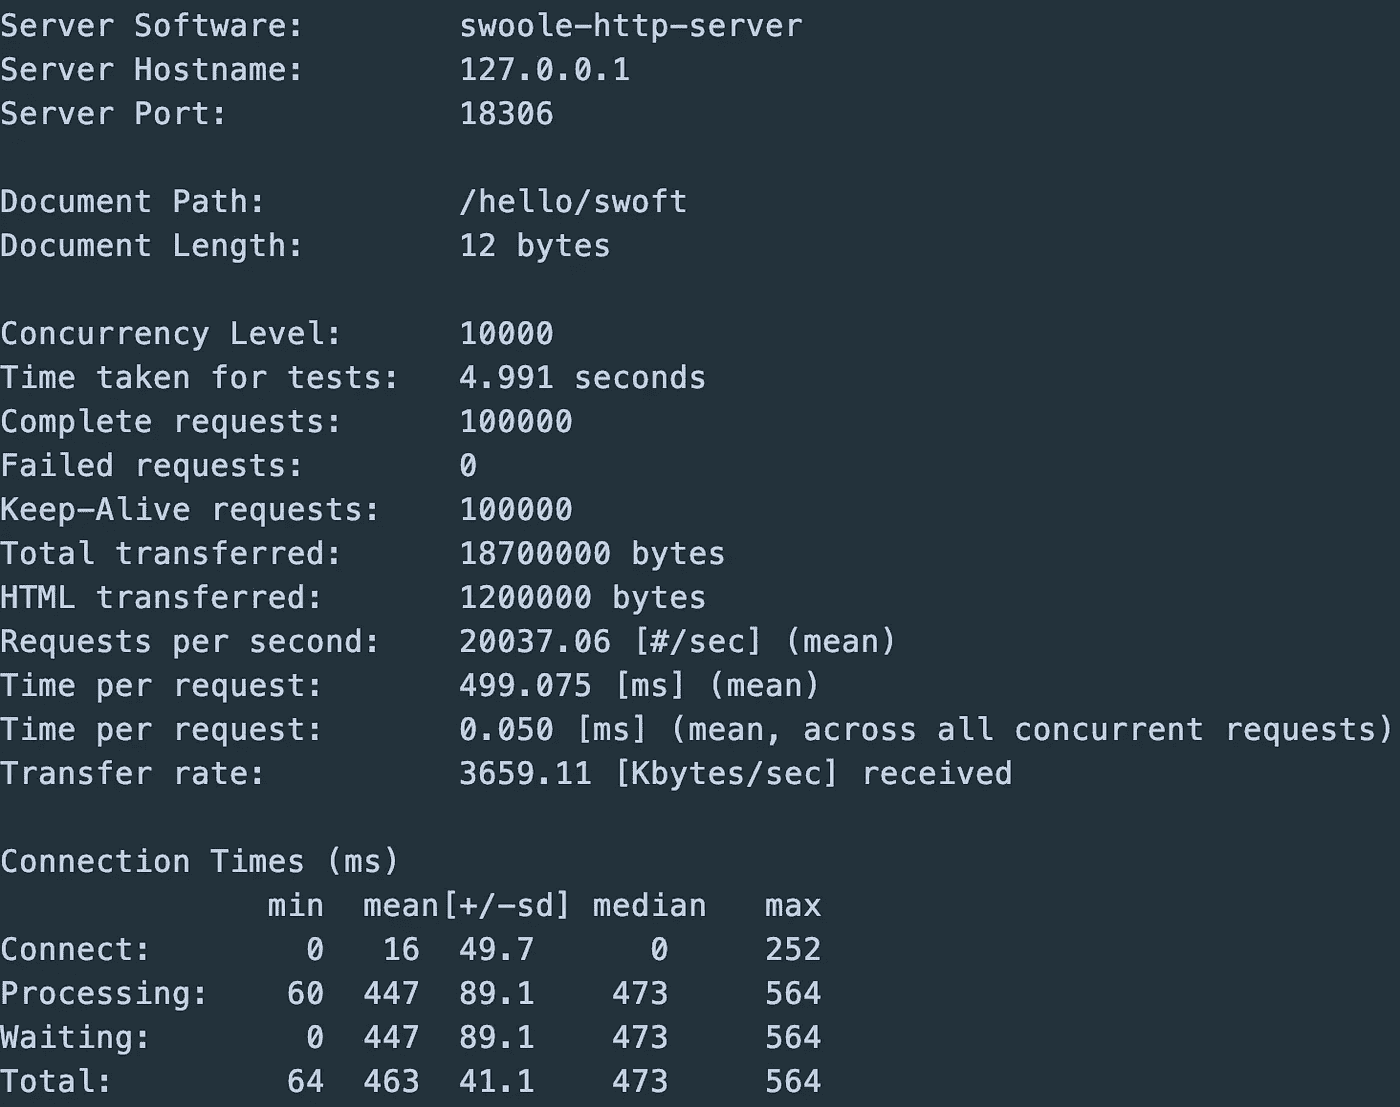 Server Software:        swoole-http-server
Server Hostname:        127.0.0.1
Server Port:            18306

Document Path:          /hello/swoft
Document Length:        12 bytes

Concurrency Level:      10000
Time taken for tests:   4.991 seconds
Complete requests:      100000
Failed requests:        0
Keep-Alive requests:    100000
Total transferred:      18700000 bytes
HTML transferred:       1200000 bytes
Requests per second:    20037.06 [#/sec] (mean)
Time per request:       499.075 [ms] (mean)
Time per request:       0.050 [ms] (mean, across all concurrent requests)
Transfer rate:          3659.11 [Kbytes/sec] received

Connection Times (ms)
              min  mean[+/-sd] median   max
Connect:        0   16  49.7      0     252
Processing:    60  447  89.1    473     564
Waiting:        0  447  89.1    473     564
Total:         64  463  41.1    473     564